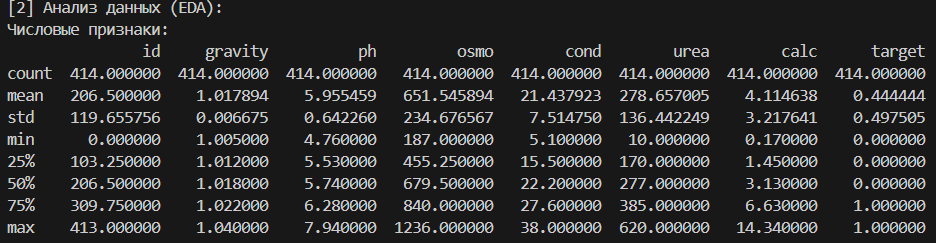 [2] Анализ данных (EDA):
Числовые признаки:
               id     gravity          ph         osmo        cond        urea        calc      target
count  414.000000  414.000000  414.000000   414.000000  414.000000  414.000000  414.000000  414.000000
mean   206.500000    1.017894    5.955459   651.545894   21.437923  278.657005    4.114638    0.444444
std    119.655756    0.006675    0.642260   234.676567    7.514750  136.442249    3.217641    0.497505
min      0.000000    1.005000    4.760000   187.000000    5.100000   10.000000    0.170000    0.000000
25%    103.250000    1.012000    5.530000   455.250000   15.500000  170.000000    1.450000    0.000000
50%    206.500000    1.018000    5.740000   679.500000   22.200000  277.000000    3.130000    0.000000
75%    309.750000    1.022000    6.280000   840.000000   27.600000  385.000000    6.630000    1.000000
max    413.000000    1.040000    7.940000  1236.000000   38.000000  620.000000   14.340000    1.000000